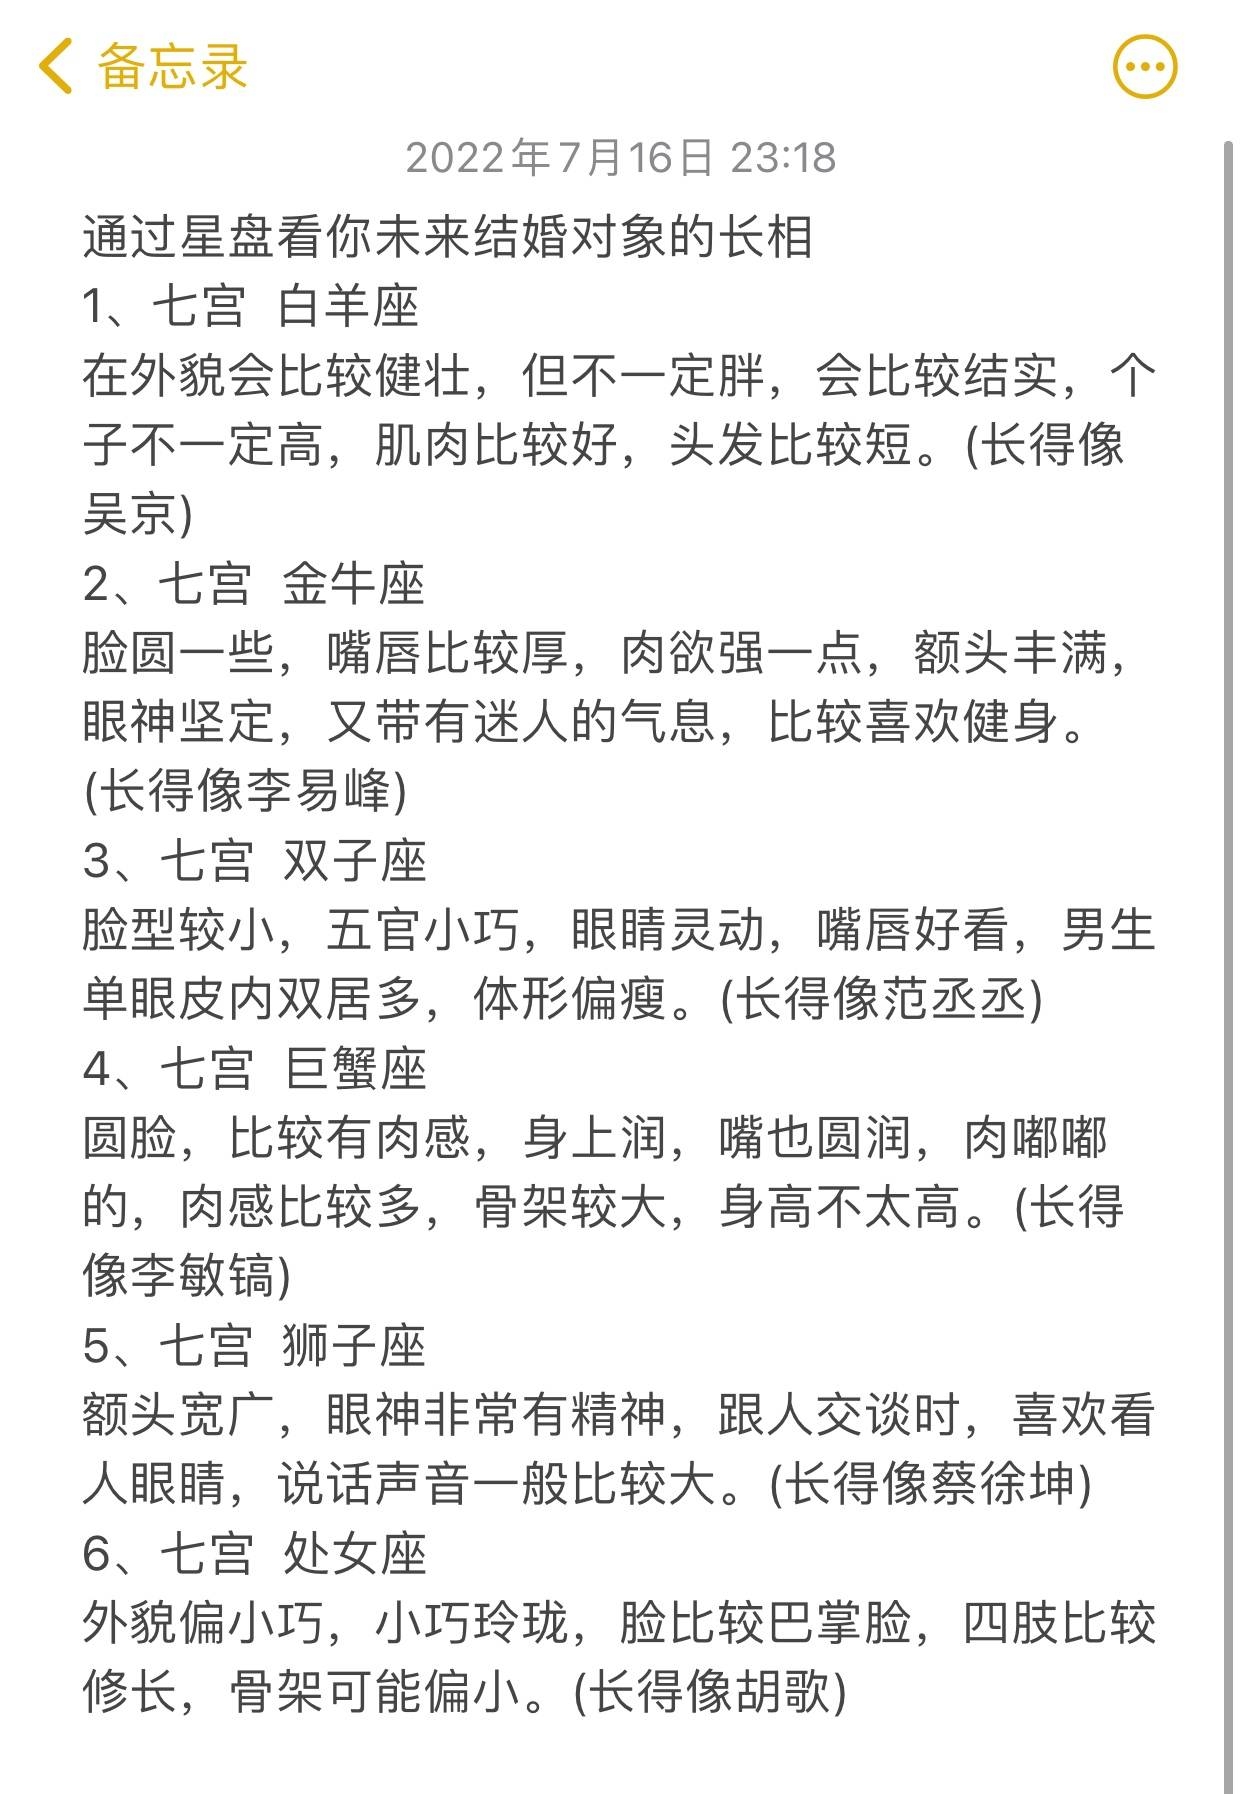 备忘录
2022年7月16日 23:18
通过星盘看你未来结婚对象的长相
1、七宫 白羊座
在外貌会比较健壮，但不一定胖，会比较结实，个
子不一定高，肌肉比较好，头发比较短。(长得像
吴京)
2、七宫 金牛座
脸圆一些，嘴唇比较厚，肉欲强一点，额头丰满，
眼神坚定，又带有迷人的气息，比较喜欢健身。
(长得像李易峰)
3、七宫 双子座
脸型较小，五官小巧，眼睛灵动，嘴唇好看，男生
单眼皮内双居多，体形偏瘦。(长得像范丞丞)
4、七宫 巨蟹座
圆脸，比较有肉感，身上润，嘴也圆润，肉嘟嘟
的，肉感比较多，骨架较大，身高不太高。(长得
像李敏镐)
5、七宫 狮子座
额头宽广，眼神非常有精神，跟人交谈时，喜欢看
人眼睛，说话声音一般比较大。(长得像蔡徐坤)
6、七宫 处女座
外貌偏小巧，小巧玲珑，脸比较巴掌脸，四肢比较
修长，骨架可能偏小。(长得像胡歌)